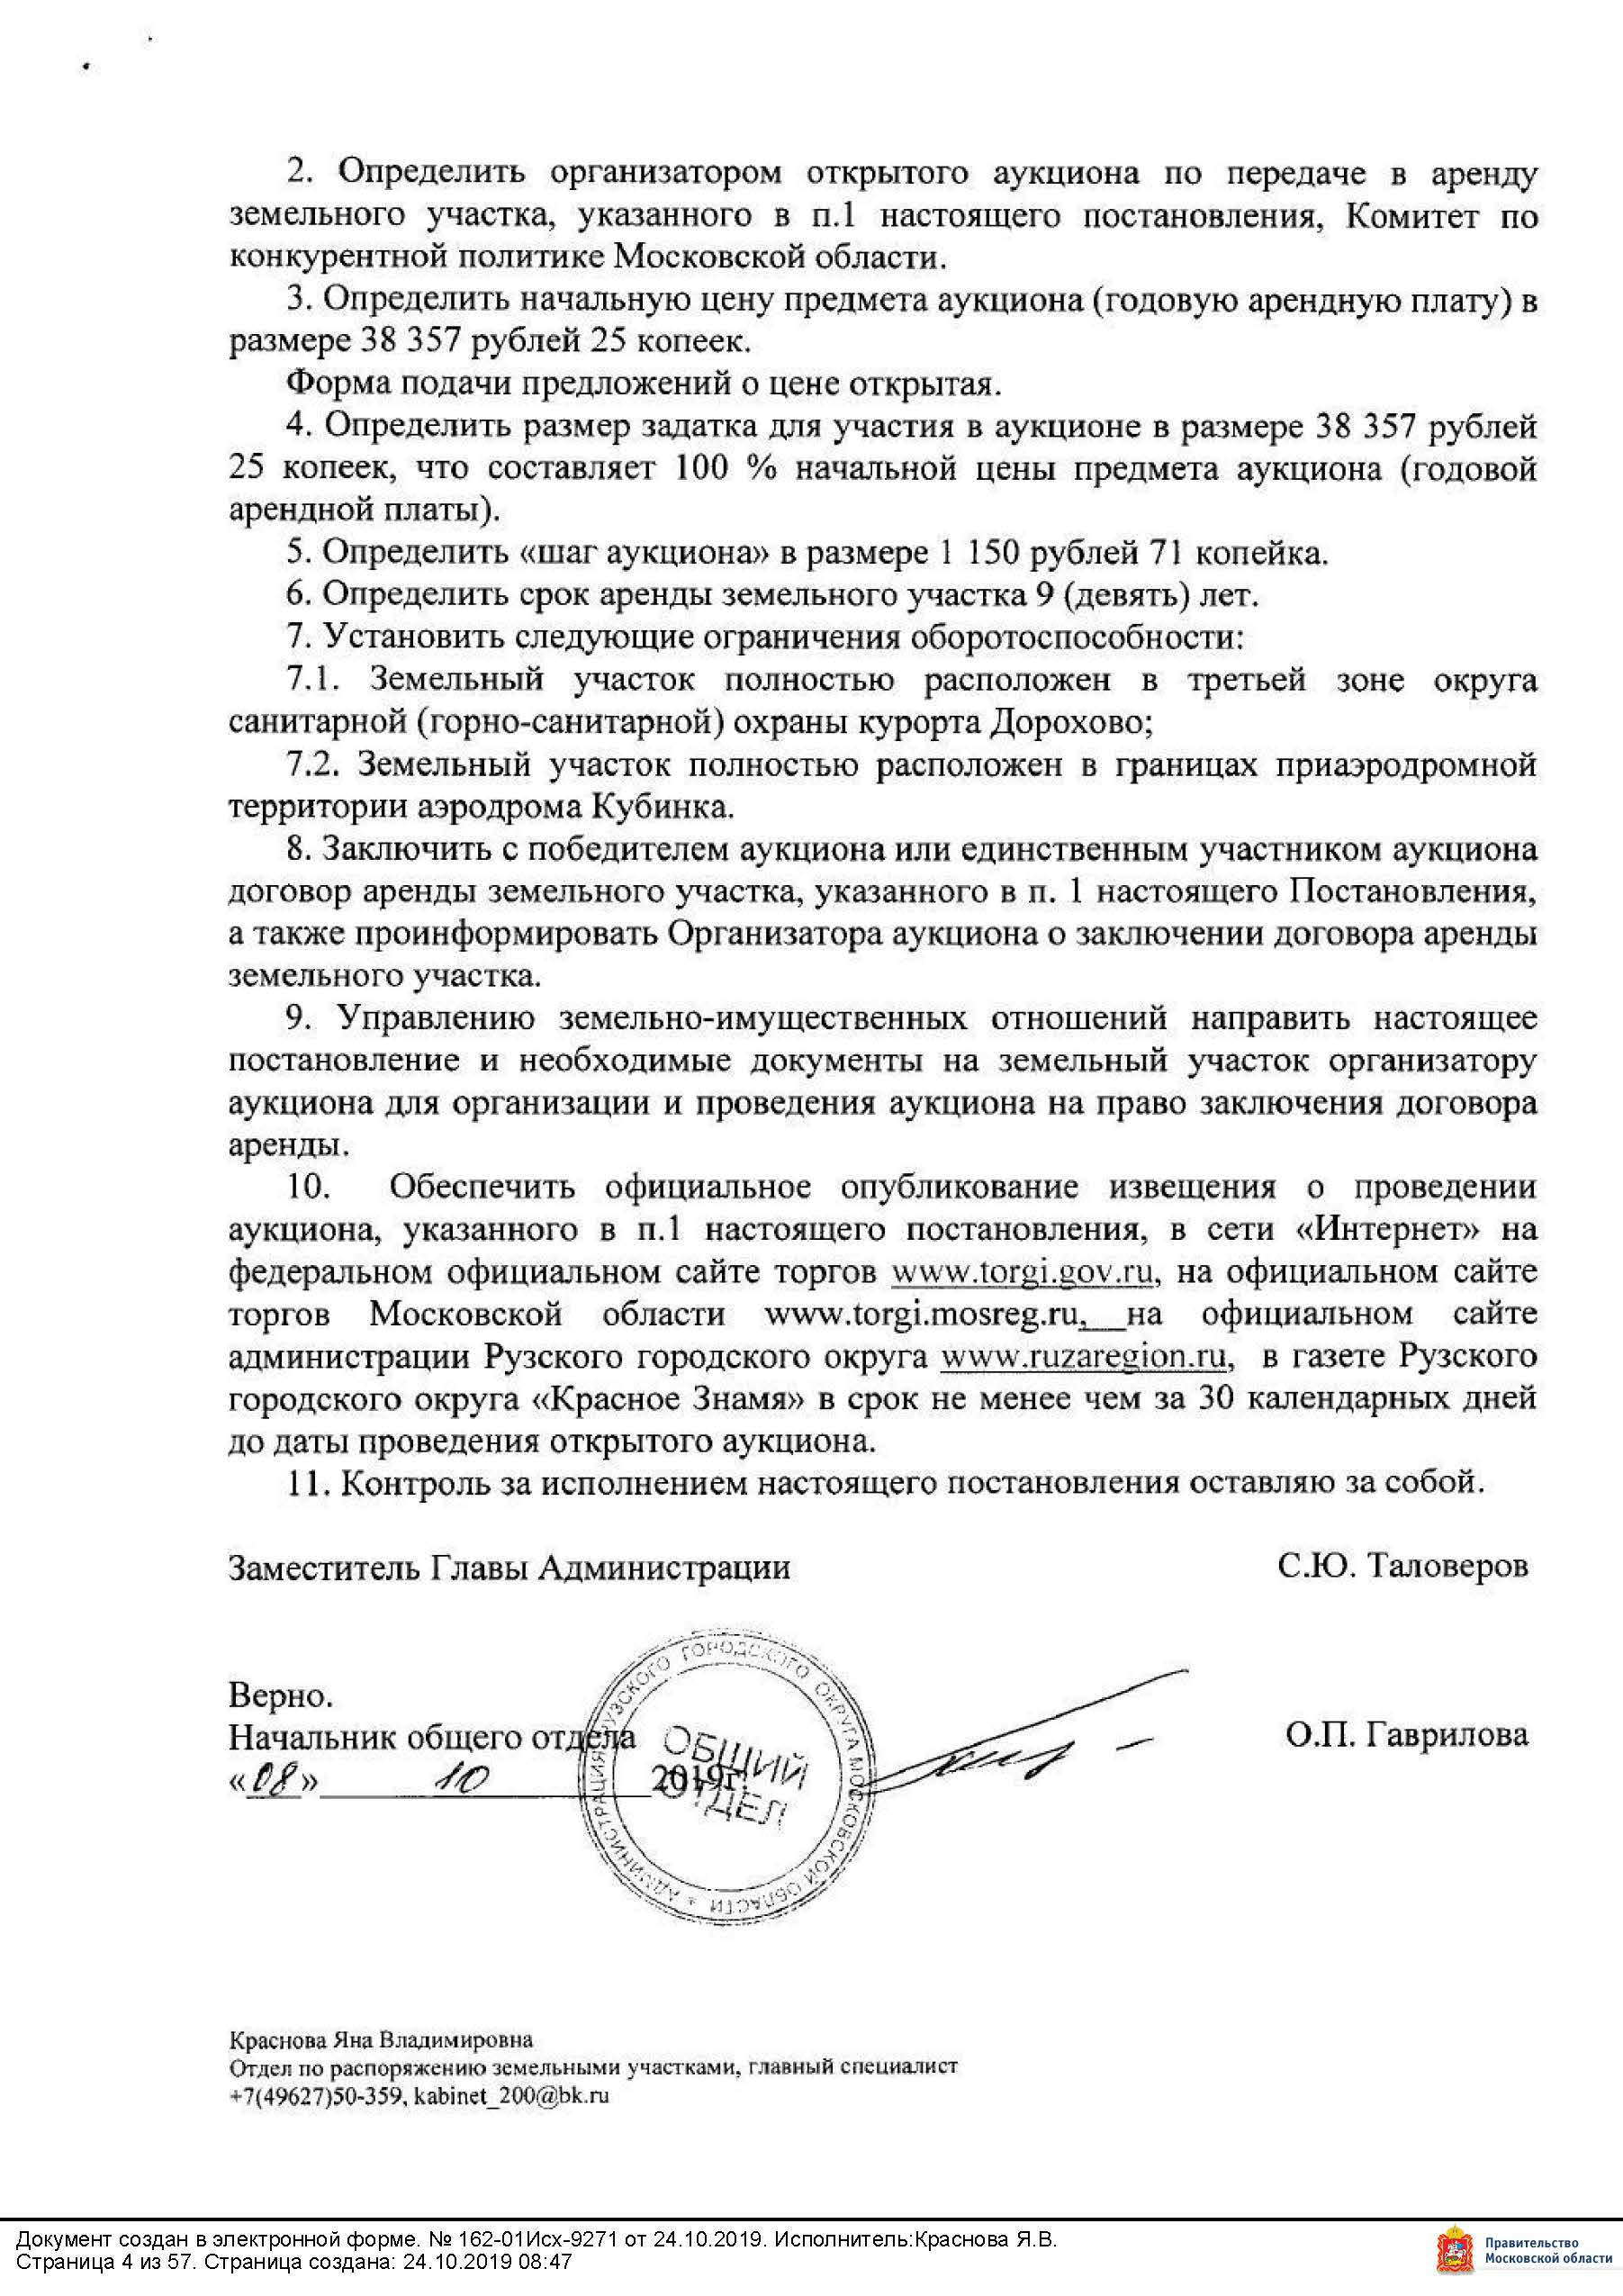 2. Определить организатором открытого аукциона по передаче в аренду
земельного участка, указанного в п.1 настоящего постановления, Комитет по
конкурентной политике Московской области.
3. Определить начальную цену предмета аукциона (годовую арендную плату) в
размере 38 357 рублей 25 копеек.
Форма подачи предложений о цене открытая.
4. Определить размер задатка для участия в аукционе в размере 38 357 рублей
25 копеек, что составляет 100 % начальной цены предмета аукциона (годовой
арендной платы).
5. Определить «шаг аукциона» в размере 1 150 рублей 71 копейка.
6. Определить срок аренды земельного участка 9 (девять) лет.
7. Установить следующие ограничения оборотоспособности:
7.1. Земельный участок полностью расположен в третьей зоне округа
санитарной (горно-санитарной) охраны курорта Дорохово;
7.2. Земельный участок полностью расположен в границах приаэродромной
территории аэродрома Кубинка.
8. Заключить с победителем аукциона или единственным участником аукциона
договор аренды земельного участка, указанного в п. 1 настоящего Постановления,
а также проинформировать Организатора аукциона о заключении договора аренды
земельного участка.
9. Управлению земельно-имущественных отношений направить настоящее
постановление и необходимые документы на земельный участок организатору
аукциона для организации и проведения аукциона на право заключения договора
аренды.
10. Обеспечить официальное опубликование извещения о проведении
аукциона, указанного в п.1 настоящего постановления, в сети «Интернет» на
федеральном официальном сайте торгов www.torgi.gov.ru, на официальном сайте
торгов Московской области www.torgi.mosreg.ru, на официальном сайте
администрации Рузского городского округа www.ruzaregion.ru, в газете Рузского
городского округа «Красное Знамя» в срок не менее чем за 30 календарных дней
до даты проведения открытого аукциона.
11. Контроль за исполнением настоящего постановления оставляю за собой.
Заместитель Главы Администрации С.Ю. Таловеров
Верно.
Начальник общего отдела О.П. Гаврилова
«08» 10 2019г.
АДМИНИСТРАЦИЯ РУЗСКОГО ГОРОДСКОГО ОКРУГА МОСКОВСКОЙ ОБЛАСТИ *
ОБЩИЙ
ОТДЕЛ
Краснова Яна Владимировна
Отдел по распоряжению земельными участками, главный специалист
+7(49627)50-359, kabinet_200@bk.ru
Документ создан в электронной форме. № 162-01Исх-9271 от 24.10.2019. Исполнитель:Краснова Я.В.
Страница 4 из 57. Страница создана: 24.10.2019 08:47
Правительство
Московской области